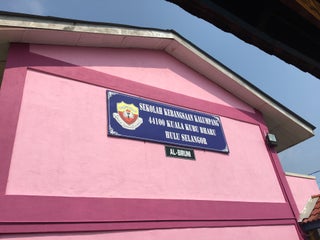 SEKOLAH KEBANGSAAN KALUMPANG
44100 KUALA KUBU BHARU
HULU SELANGOR
AL-BIRUNI